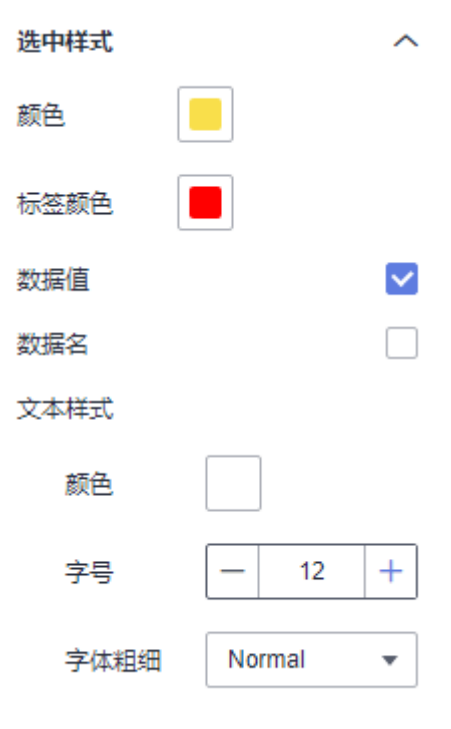 选中样式
颜色
标签颜色
数据值
数据名
文本样式
颜色
字号 12
字体粗细 Normal